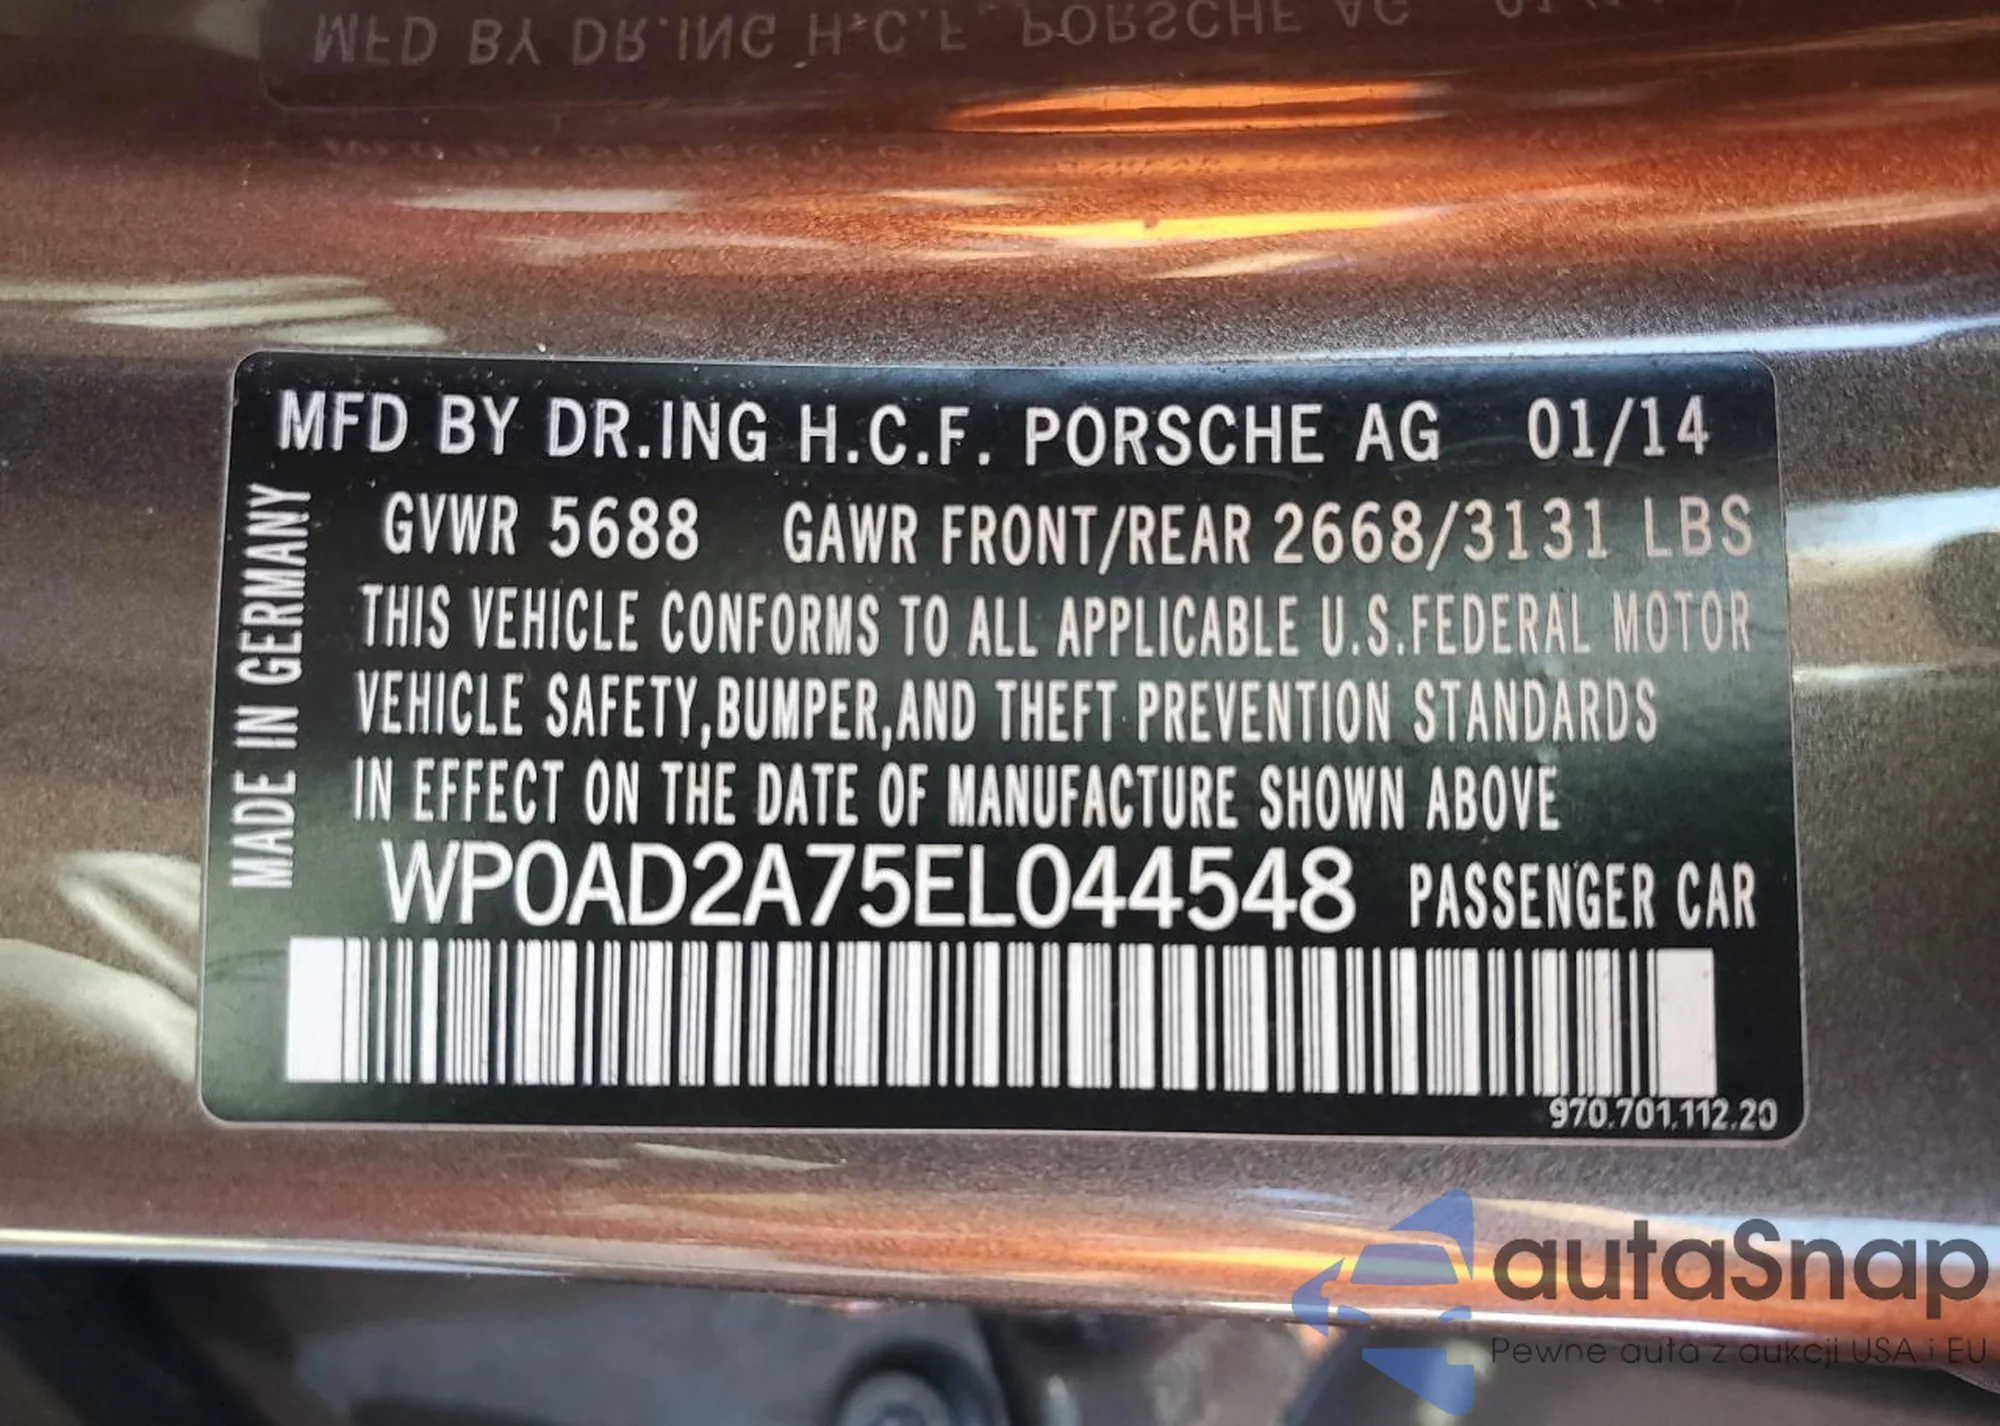 MFD BY DR.ING H.C.F. PORSCHE AG
MFD BY DR.ING H.C.F. PORSCHE AG 01/14
GVWR 5688 GAWR FRONT/REAR 2668/3131 LBS
THIS VEHICLE CONFORMS TO ALL APPLICABLE U.S.FEDERAL MOTOR
VEHICLE SAFETY,BUMPER,AND THEFT PREVENTION STANDARDS
IN EFFECT ON THE DATE OF MANUFACTURE SHOWN ABOVE
MADE IN GERMANY
WP0AD2A75EL044548 PASSENGER CAR
970.701.112.20
autaSnap
Pewne auta z aukcji USA i EU